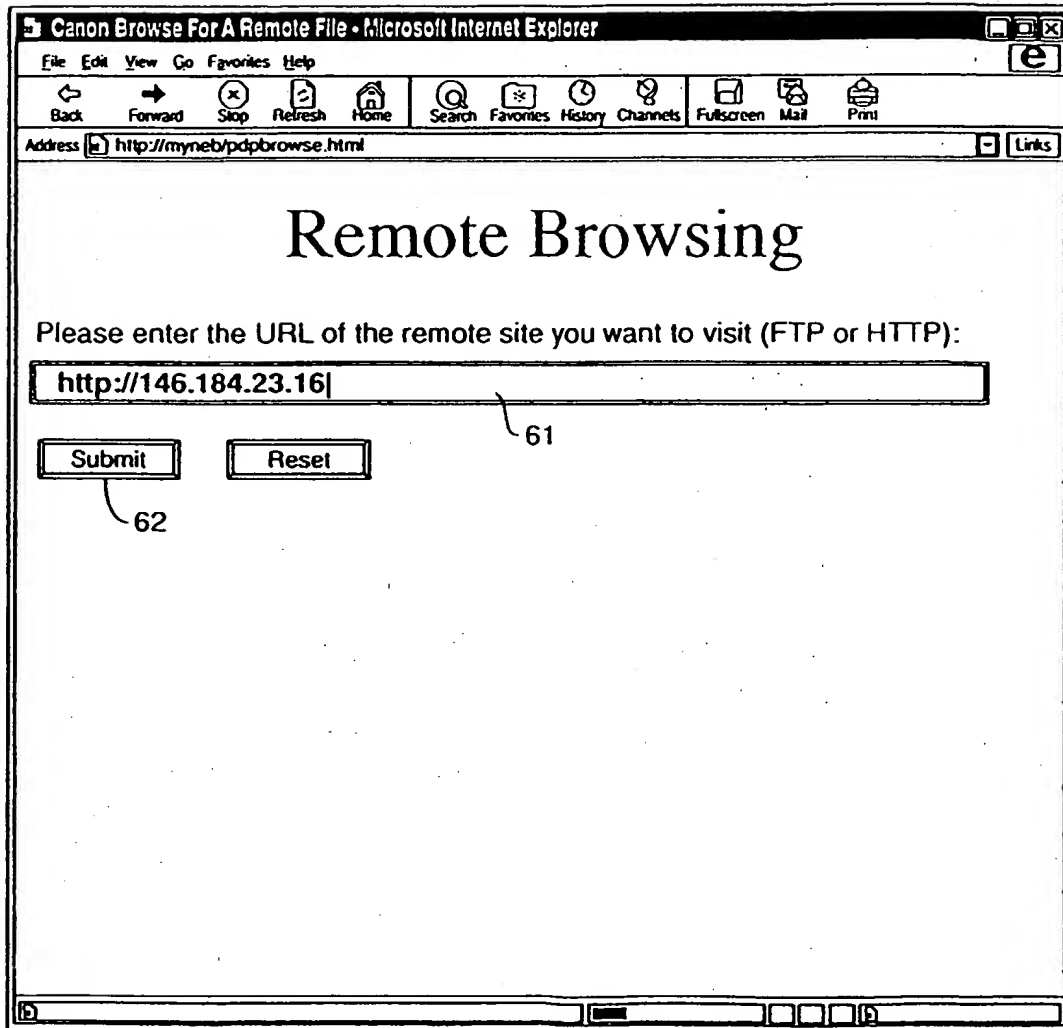 Canon Browse For A Remote File • Microsoft Internet Explorer
File Edit View Go Favorites Help
e
Back Forward Stop Refresh Home Search Favorites History Channels Fullscreen Mail Print
Address http://myneb/pdpbrowse.html Links
Remote Browsing
Please enter the URL of the remote site you want to visit (FTP or HTTP):
http://146.184.23.16
61
Submit Reset
62